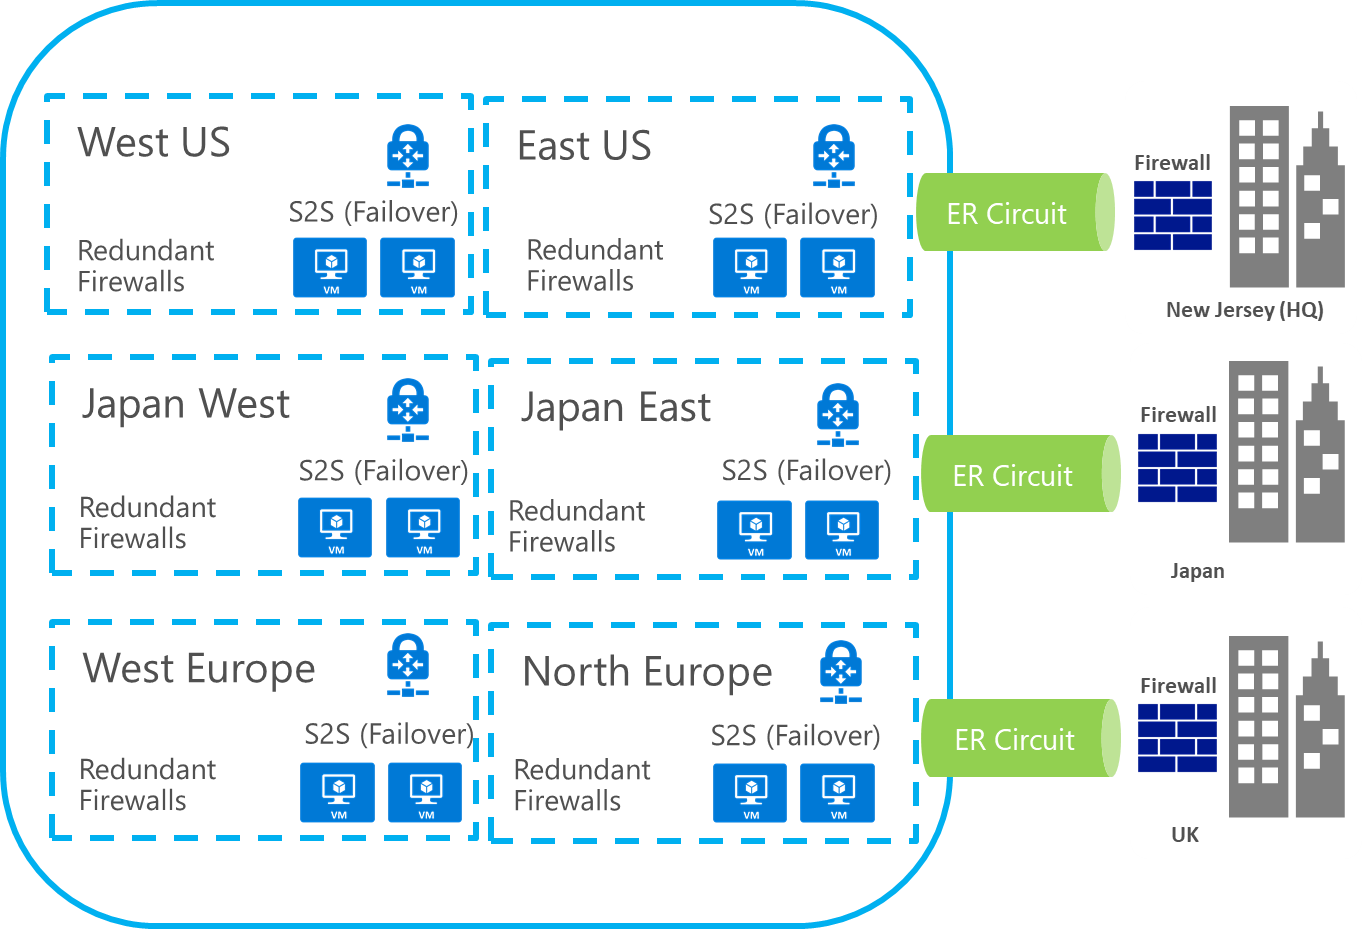 West US
S2S (Failover)
Redundant
Firewalls
VM
VM
East US
S2S (Failover)
Redundant
Firewalls
VM
VM
ER Circuit
Firewall
New Jersey (HQ)
Japan West
S2S (Failover)
Redundant
Firewalls
VM
VM
Japan East
S2S (Failover)
Redundant
Firewalls
VM
VM
ER Circuit
Firewall
Japan
West Europe
S2S (Failover)
Redundant
Firewalls
VM
VM
North Europe
S2S (Failover)
Redundant
Firewalls
VM
VM
ER Circuit
Firewall
UK